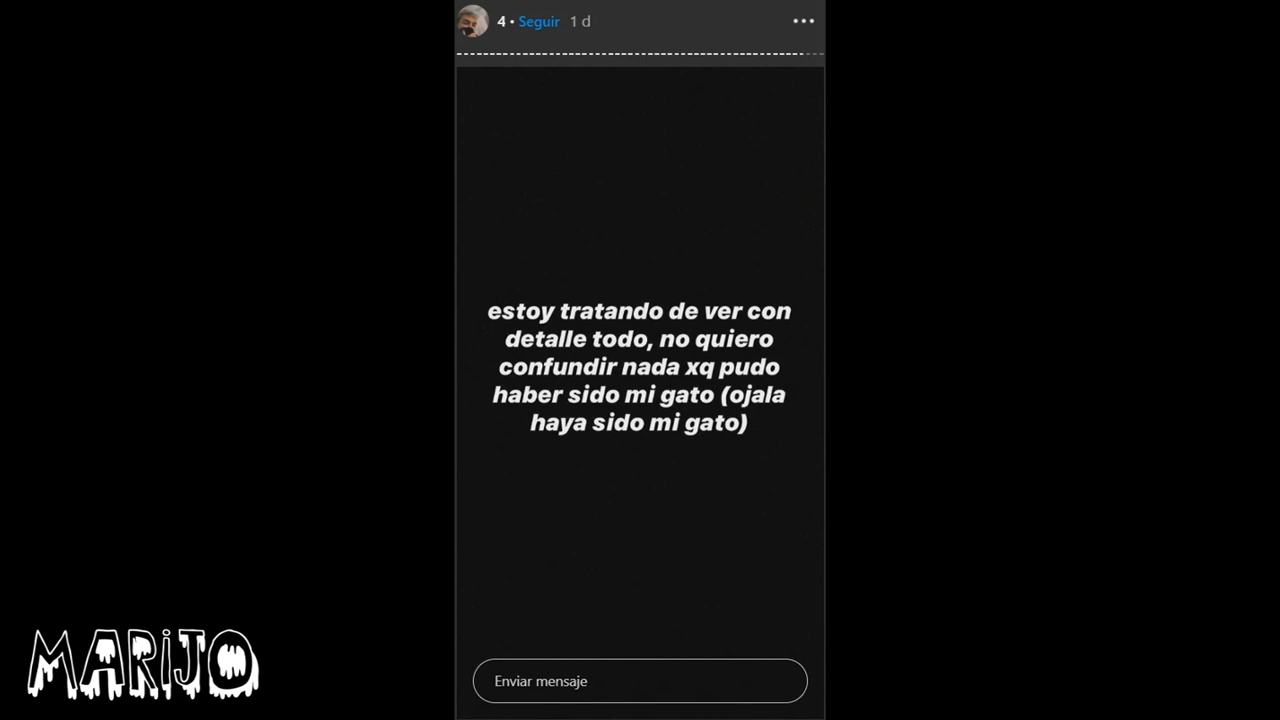 4 • Seguir 1 d
estoy tratando de ver con
detalle todo, no quiero
confundir nada xq pudo
haber sido mi gato (ojala
haya sido mi gato)
Enviar mensaje
MARiJO